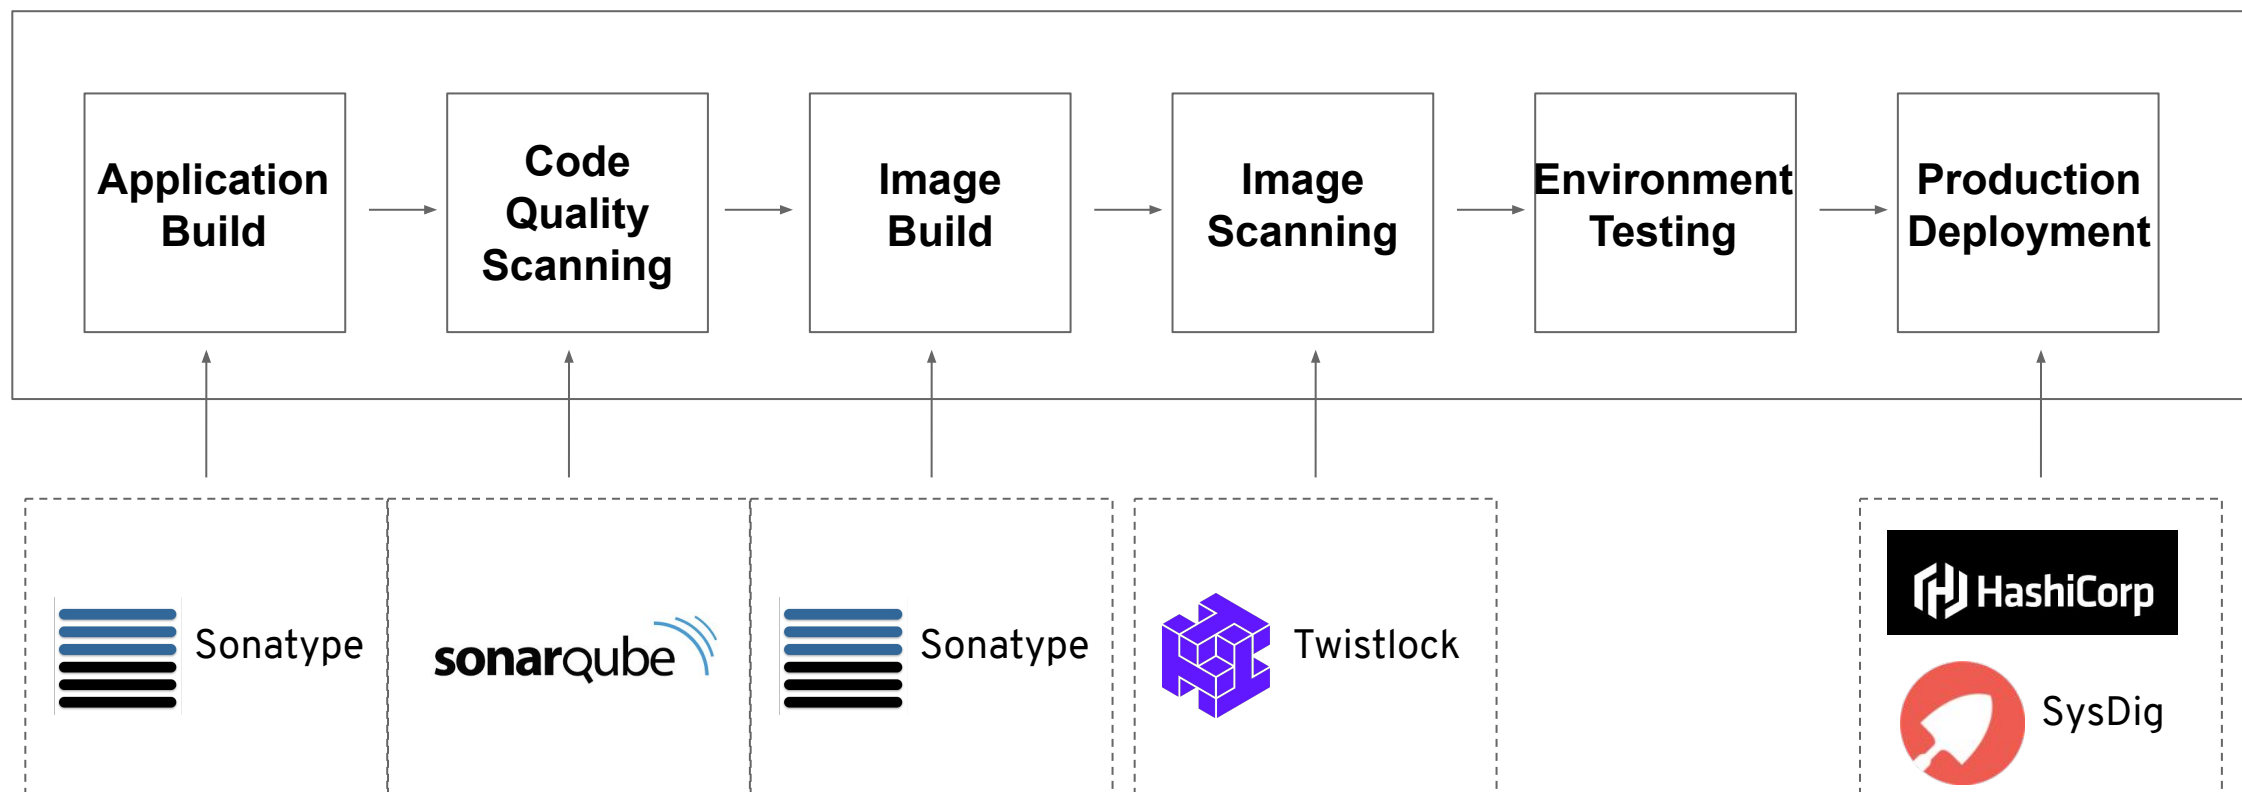 Application
Build
Code
Quality
Scanning
Image
Build
Image
Scanning
Environment
Testing
Production
Deployment
Sonatype
sonarqube
Sonatype
Twistlock
HashiCorp
SysDig